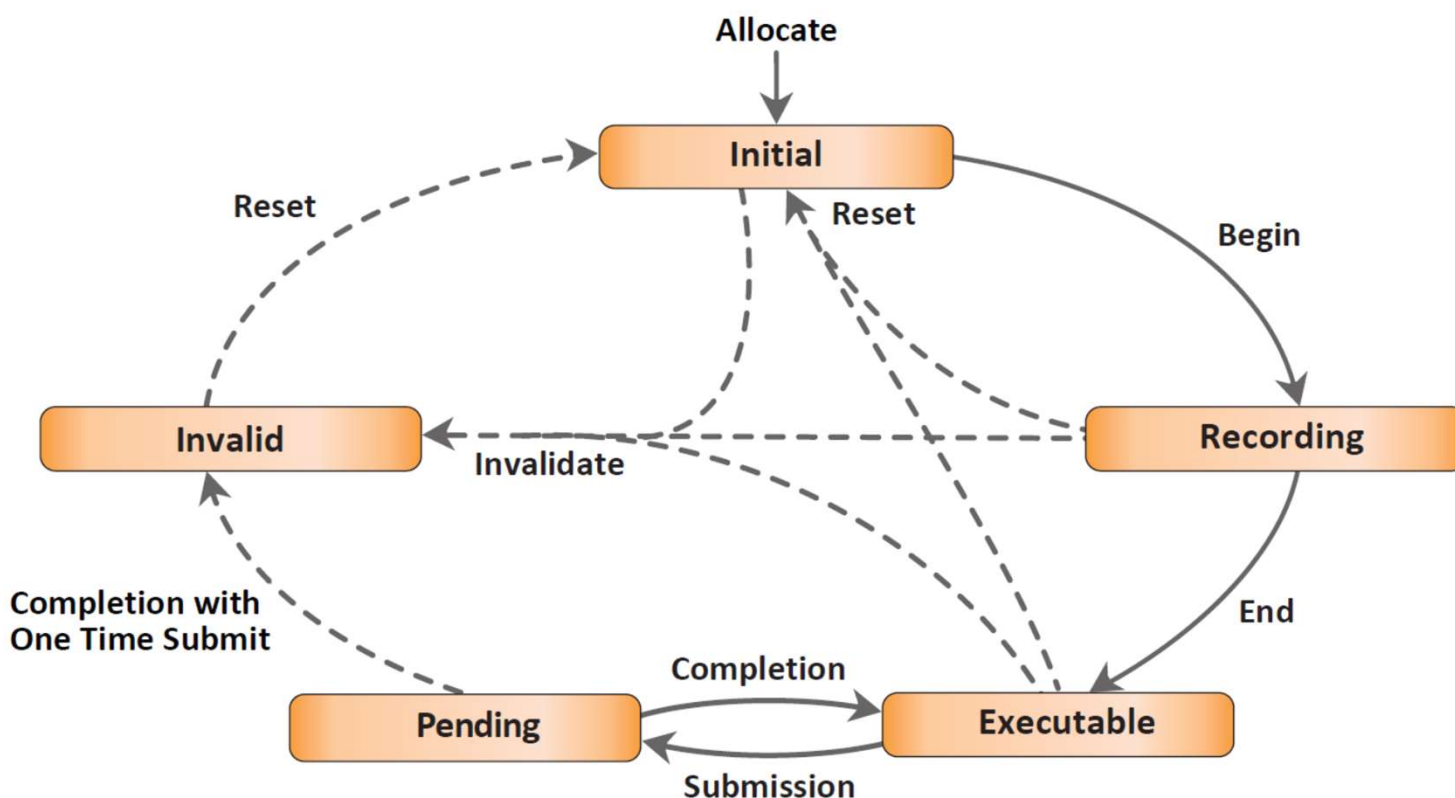 Allocate
Initial
Reset
Reset
Begin
Invalid
Invalidate
Recording
Completion with
One Time Submit
End
Completion
Pending
Executable
Submission